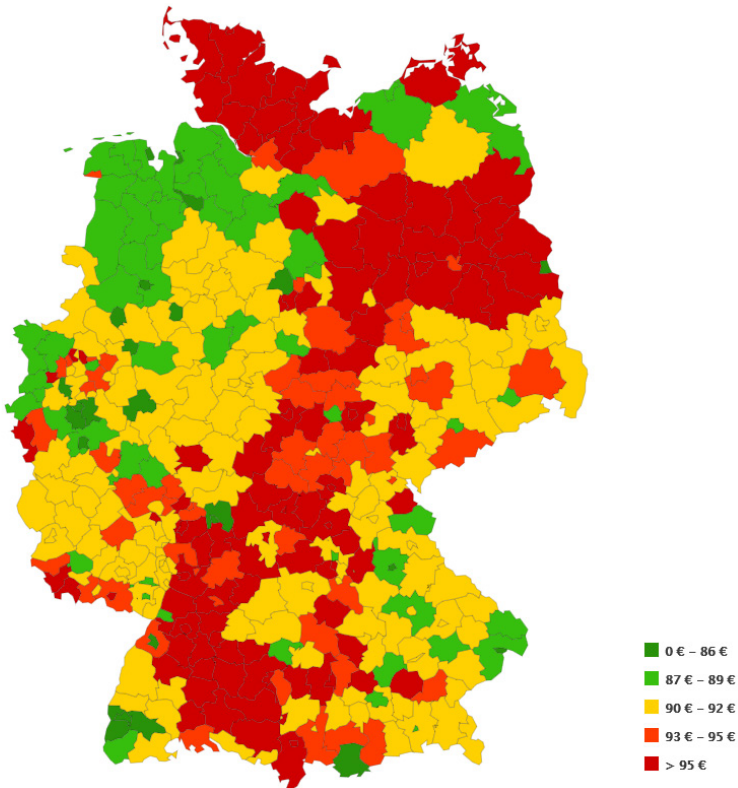 0 € – 86 €
87 € – 89 €
90 € – 92 €
93 € – 95 €
> 95 €